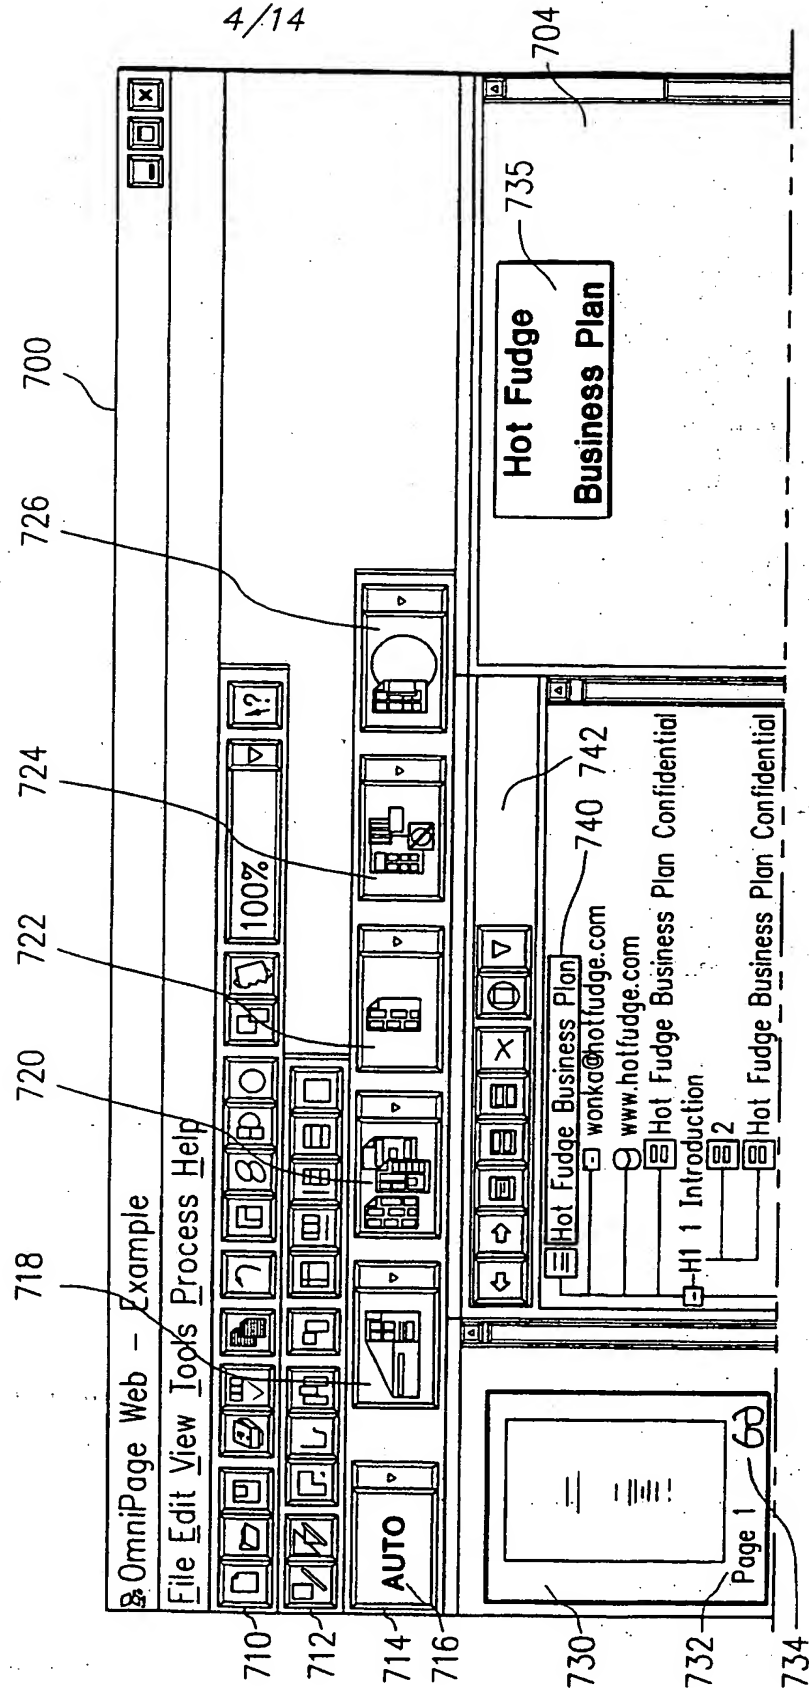 4/14
700
OmniPage Web – Example
File Edit View Tools Process Help
710
100%
?
712
714
AUTO
716
718
720
722
724
726
730
Page 1
732
734
Hot Fudge Business Plan
740
742
wonka@hotfudge.com
www.hotfudge.com
Hot Fudge Business Plan Confidential
H1 1 Introduction
2
Hot Fudge Business Plan Confidential
Hot Fudge
Business Plan
735
704